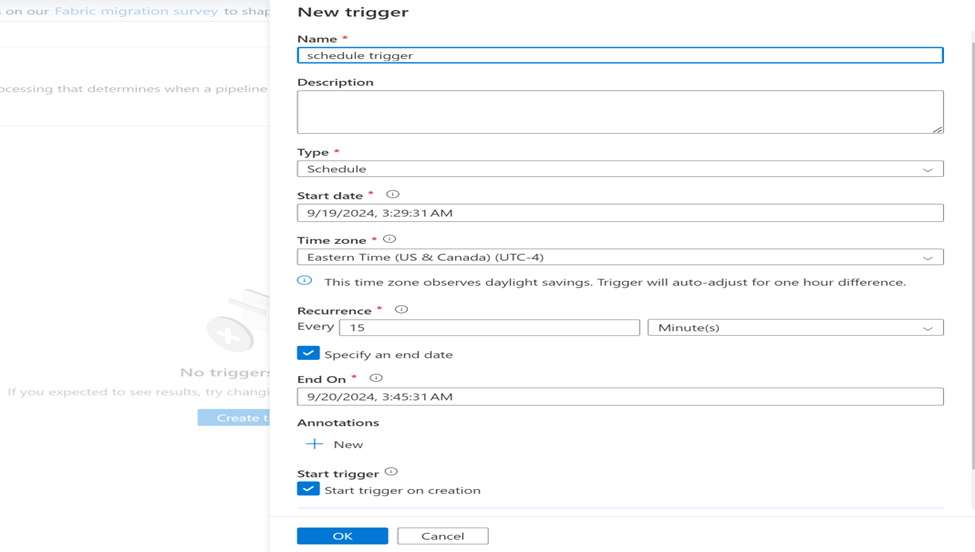 s on our Fabric migration survey to shap
New trigger
Name *
schedule trigger
Description
ocessing that determines when a pipeline
Type *
Schedule
Start date *
9/19/2024, 3:29:31 AM
Time zone *
Eastern Time (US & Canada) (UTC-4)
This time zone observes daylight savings. Trigger will auto-adjust for one hour difference.
Recurrence *
Every 15 Minute(s)
Specify an end date
No triggers
End On *
If you expected to see results, try changi
9/20/2024, 3:45:31 AM
Create t
Annotations
New
Start trigger
Start trigger on creation
OK Cancel